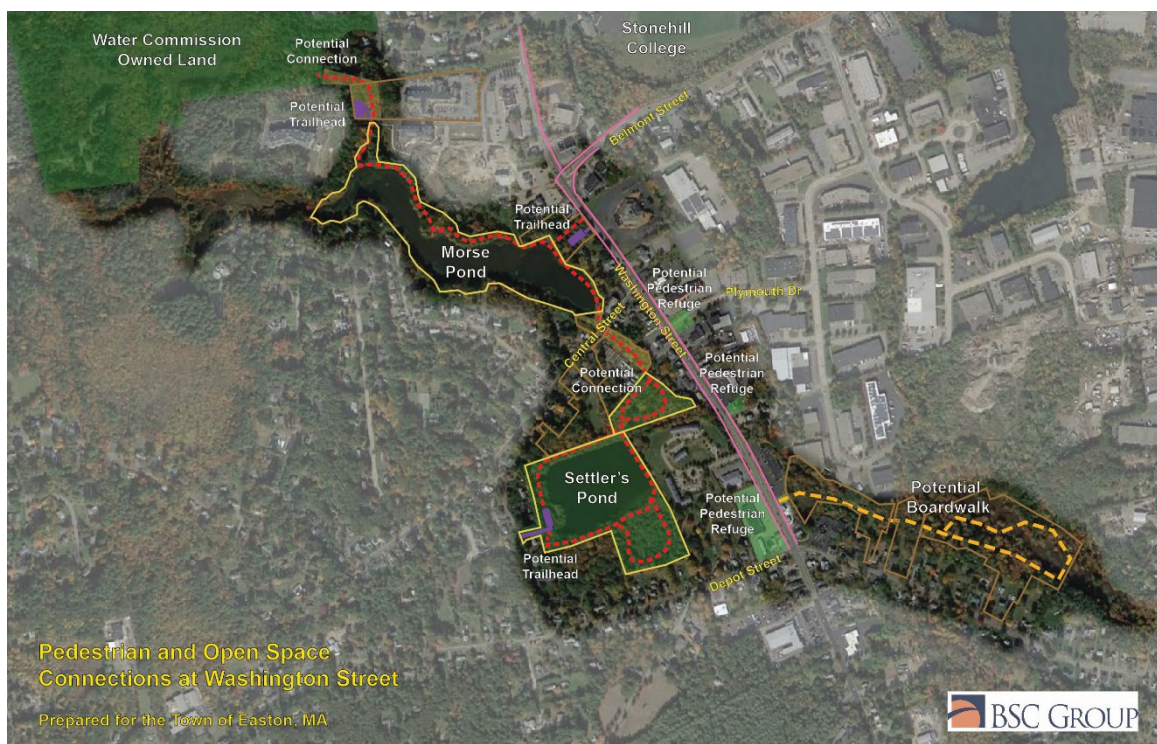 Water Commission
Owned Land
Potential
Connection
Stonehill
College
Potential
Trailhead
Belmont Street
Potential
Trailhead
Morse
Pond
Washington Street
Potential
Pedestrian
Refuge
Plymouth Dr
Central Street
Potential
Connection
Potential
Pedestrian
Refuge
Settler's
Pond
Potential
Pedestrian
Refuge
Potential
Boardwalk
Potential
Trailhead
Depot Street
Pedestrian and Open Space
Connections at Washington Street
Prepared for the Town of Easton, MA
BSC GROUP